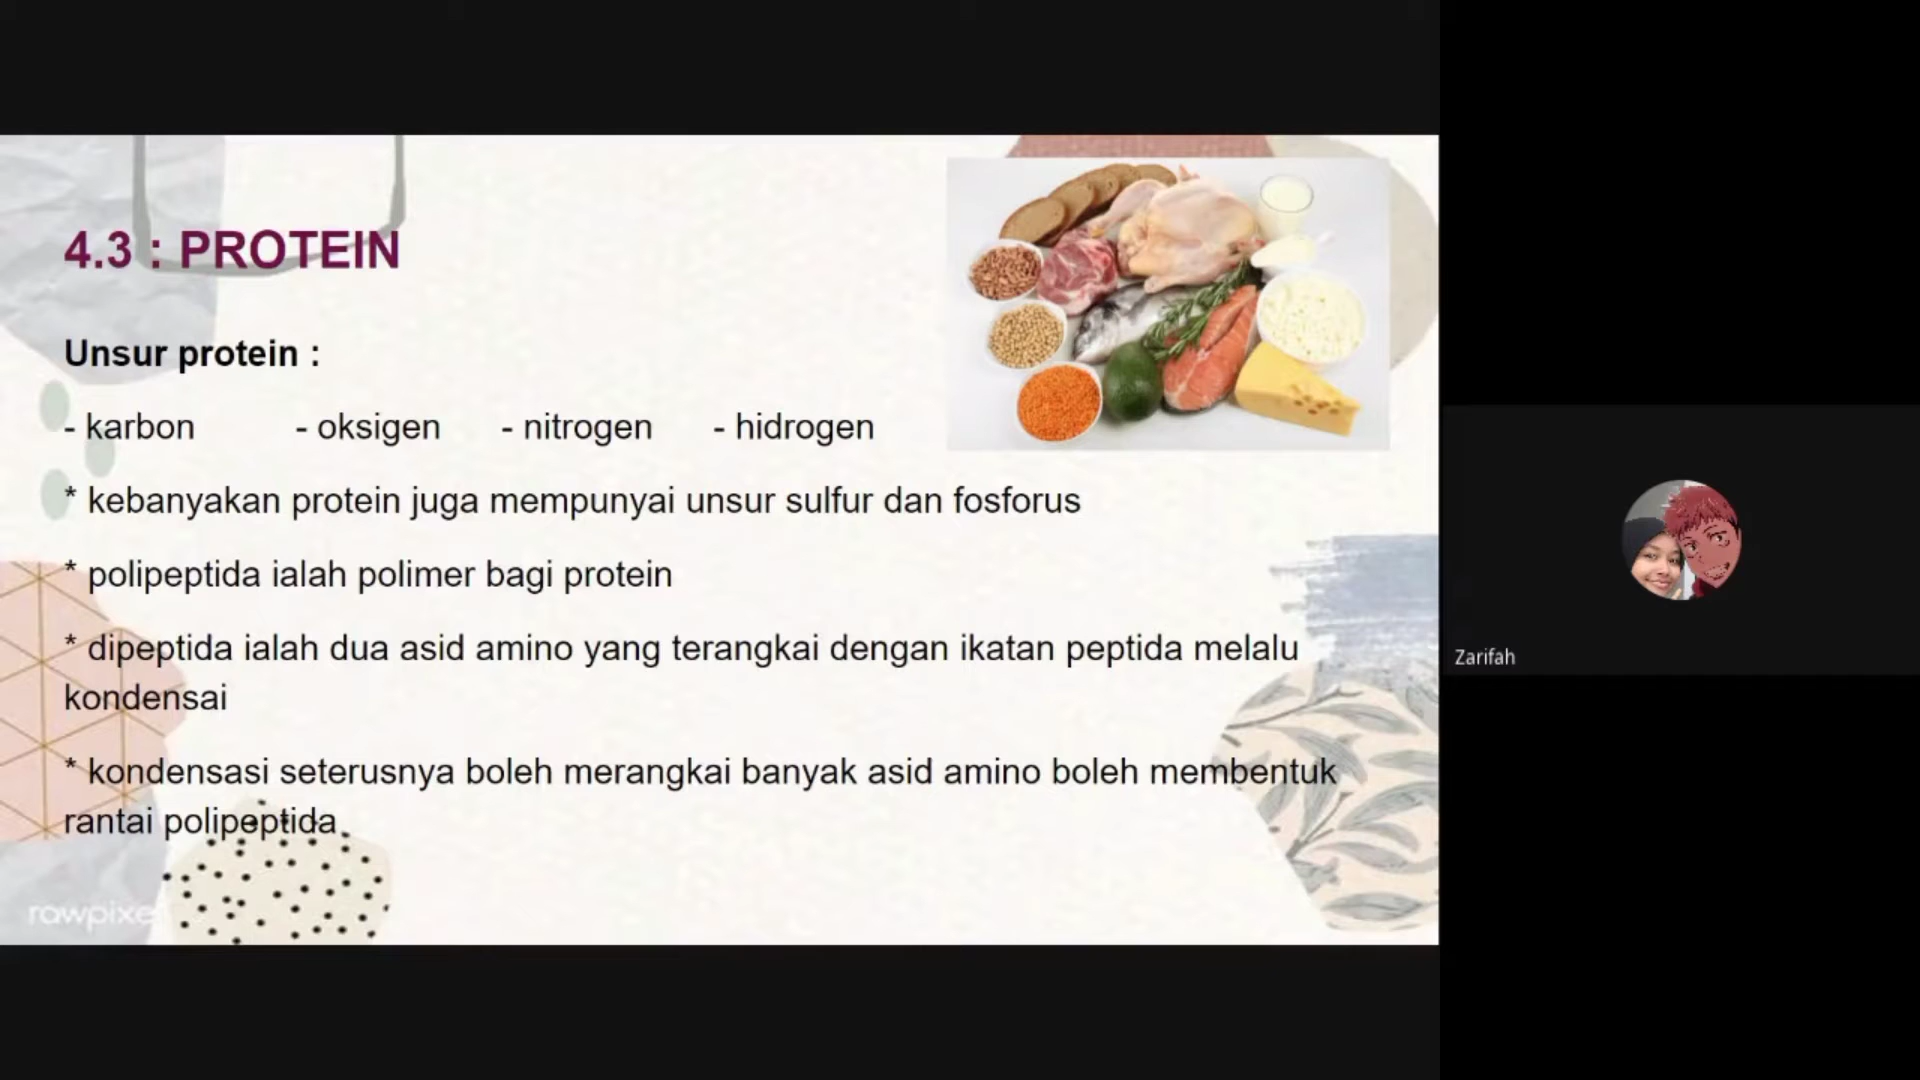 4.3 : PROTEIN
Unsur protein :
- karbon - oksigen - nitrogen - hidrogen
* kebanyakan protein juga mempunyai unsur sulfur dan fosforus
* polipeptida ialah polimer bagi protein
* dipeptida ialah dua asid amino yang terangkai dengan ikatan peptida melalu
kondensai
* kondensasi seterusnya boleh merangkai banyak asid amino boleh membentuk
rantai polipeptida
rawpixel
Zarifah